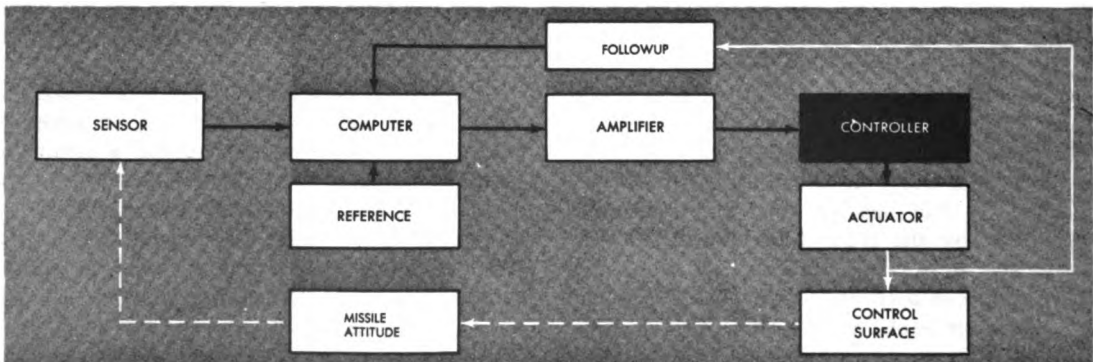 FOLLOWUP
SENSOR
COMPUTER
AMPLIFIER
CONTROLLER
REFERENCE
ACTUATOR
MISSILE
ATTITUDE
CONTROL
SURFACE